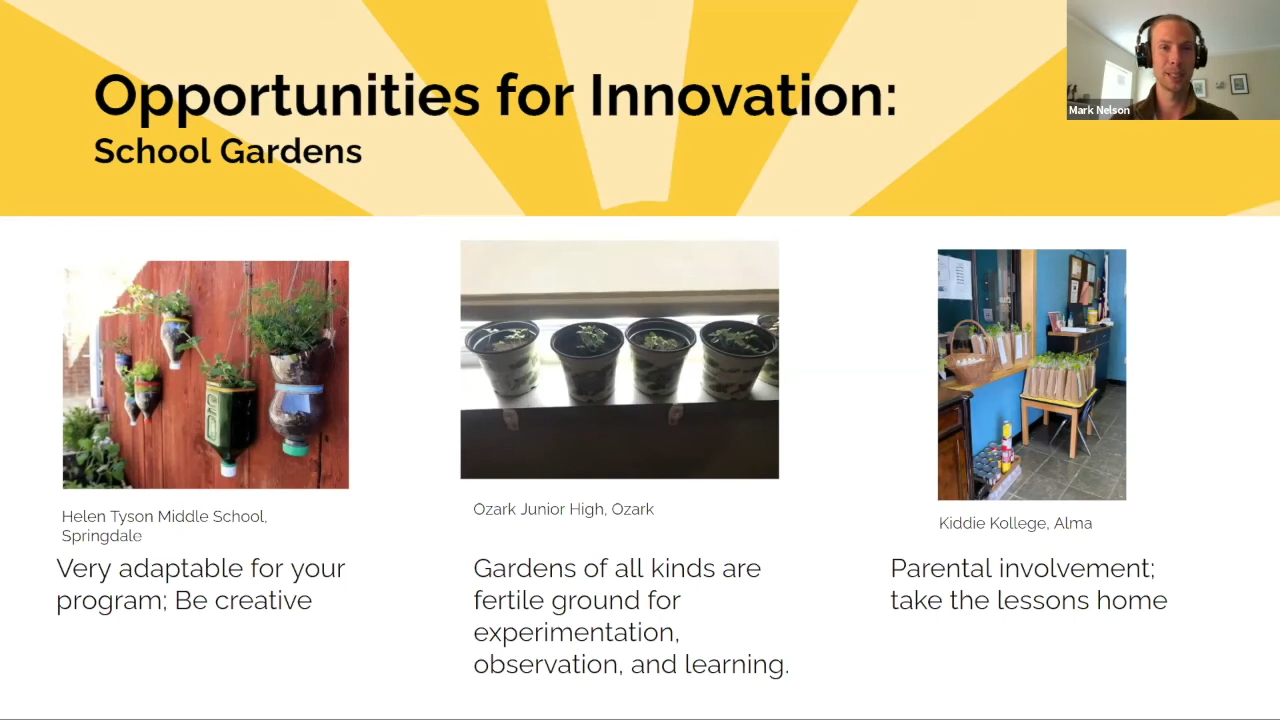 Opportunities for Innovation:
School Gardens
Mark Nelson
Helen Tyson Middle School,
Springdale
Very adaptable for your
program; Be creative
Ozark Junior High, Ozark
Gardens of all kinds are
fertile ground for
experimentation,
observation, and learning.
Kiddie Kollege, Alma
Parental involvement;
take the lessons home